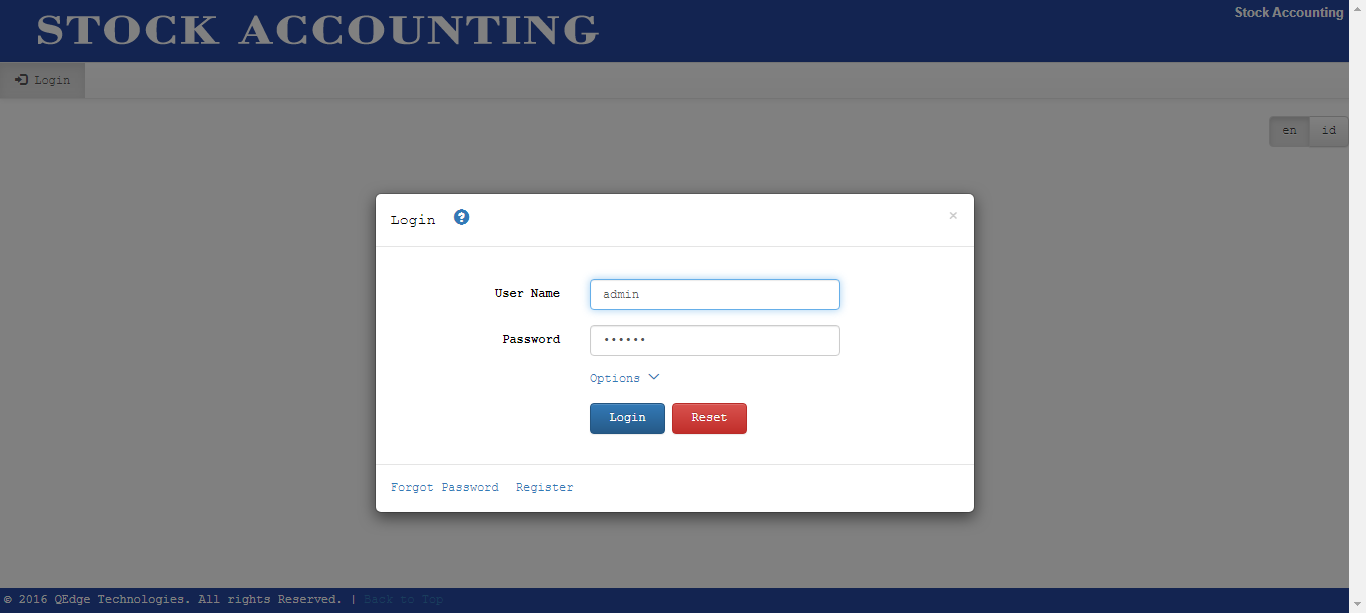 STOCK ACCOUNTING
Stock Accounting
Login
en id
Login ? ×
User Name admin
Password ••••••
Options
Login Reset
Forgot Password Register
© 2016 QEdge Technologies. All rights Reserved. | Back to Top